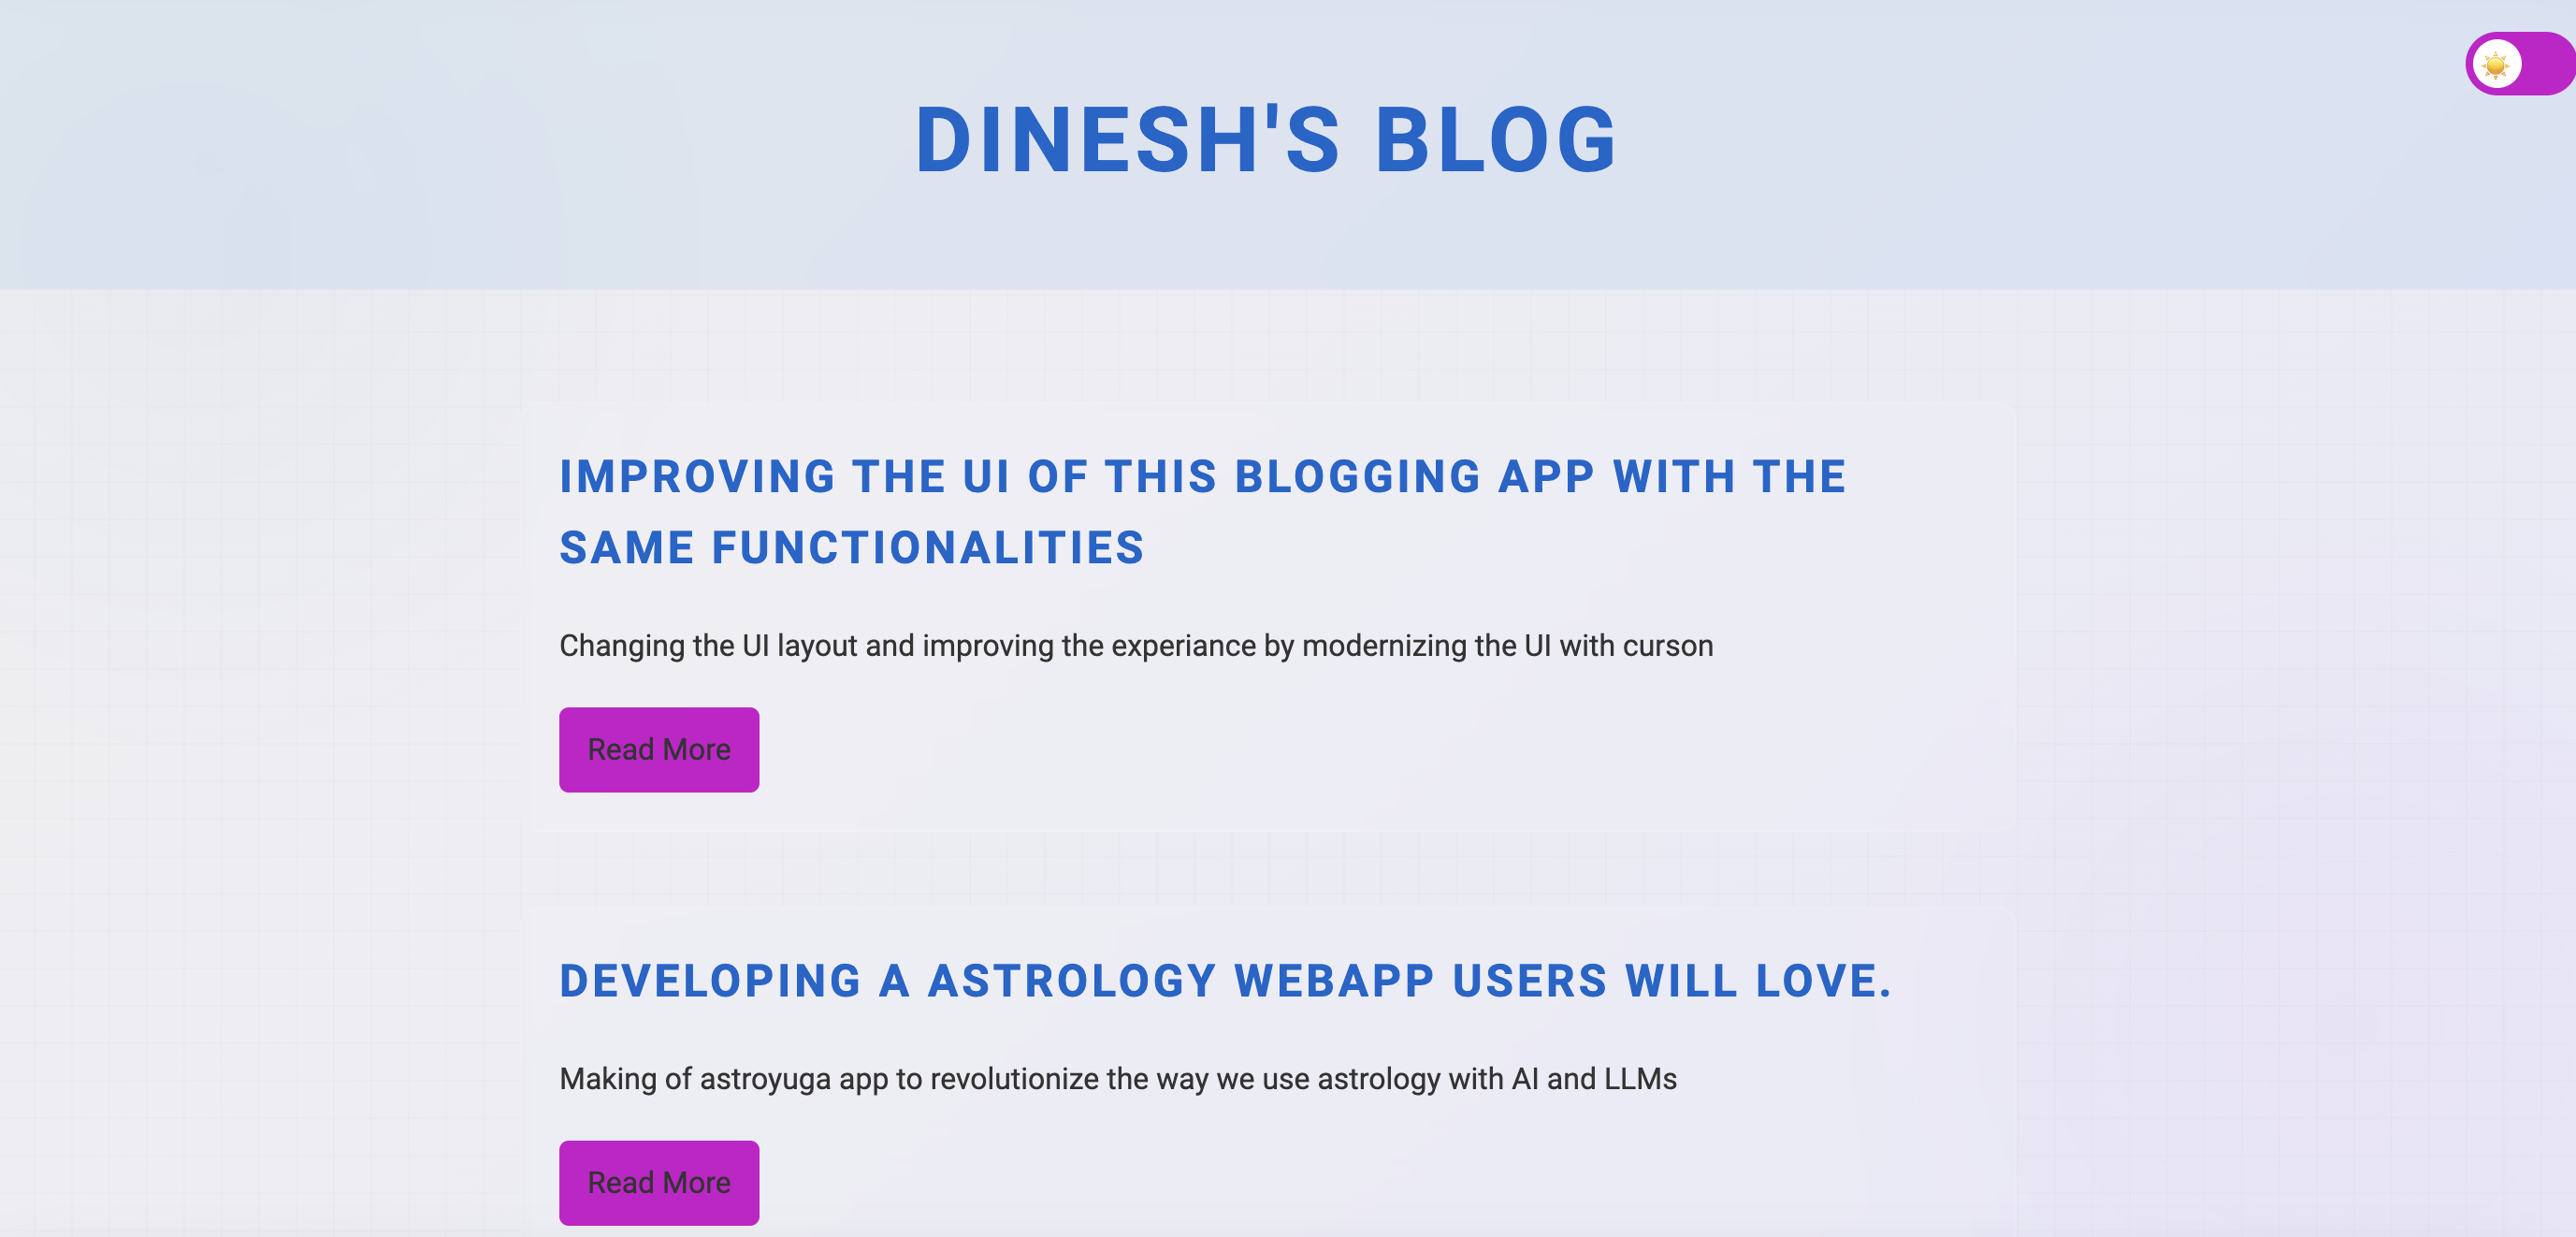 DINESH'S BLOG
IMPROVING THE UI OF THIS BLOGGING APP WITH THE
SAME FUNCTIONALITIES
Changing the UI layout and improving the experiance by modernizing the UI with curson
Read More
DEVELOPING A ASTROLOGY WEBAPP USERS WILL LOVE.
Making of astroyuga app to revolutionize the way we use astrology with AI and LLMs
Read More